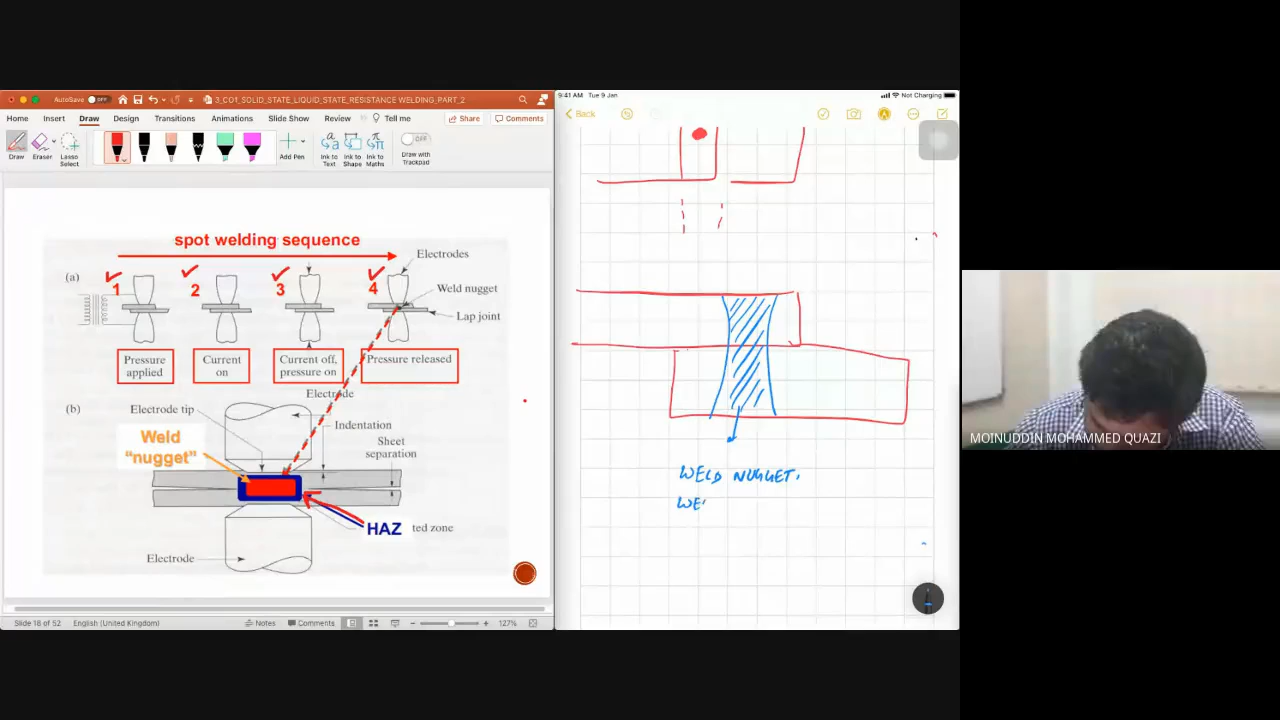 AutoSave OFF 3_CO1_SOLID_STATE_LIQUID_STATE_RESISTANCE WELDING_PART_2
Home Insert Draw Design Transitions Animations Slide Show Review Tell me Share Comments
Draw Eraser Lasso Select Add Pen Ink to Text Ink to Shape Ink to Maths Draw with Trackpad
spot welding sequence
Electrodes
(a) 1 2 3 4 Weld nugget
Lap joint
Pressure applied
Current on
Current off, pressure on
Pressure released
Electrode
(b) Electrode tip
Indentation
Weld "nugget"
Sheet separation
HAZ ted zone
Electrode
Slide 18 of 52 English (United Kingdom) Notes Comments 127%
9:41 AM Tue 9 Jan Not Charging
Back
WELD NUGGET.
WE
MOINUDDIN MOHAMMED QUAZI